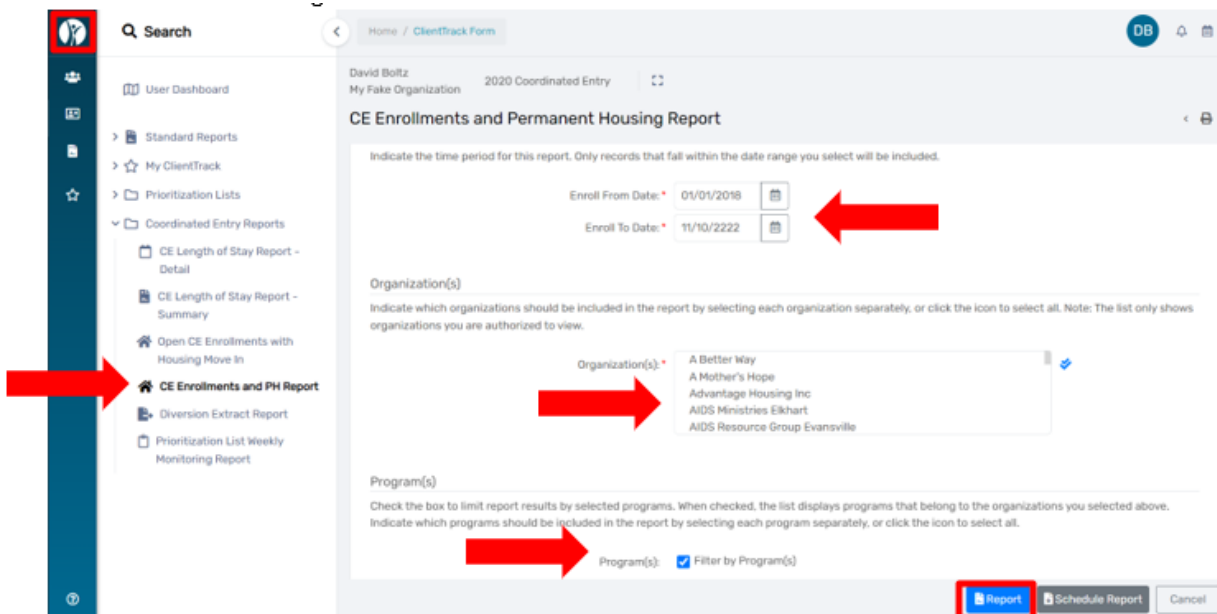 Search
Home / ClientTrack Form
DB
User Dashboard
David Boltz
My Fake Organization
2020 Coordinated Entry
CE Enrollments and Permanent Housing Report
Standard Reports
My ClientTrack
Prioritization Lists
Coordinated Entry Reports
CE Length of Stay Report -
Detail
CE Length of Stay Report -
Summary
Open CE Enrollments with
Housing Move In
CE Enrollments and PH Report
Diversion Extract Report
Prioritization List Weekly
Monitoring Report
Indicate the time period for this report. Only records that fall within the date range you select will be included.
Enroll From Date:* 01/01/2018
Enroll To Date:* 11/10/2222
Organization(s)
Indicate which organizations should be included in the report by selecting each organization separately, or click the icon to select all. Note: The list only shows
organizations you are authorized to view.
Organization(s):* A Better Way
A Mother's Hope
Advantage Housing Inc
AIDS Ministries Elkhart
AIDS Resource Group Evansville
Program(s)
Check the box to limit report results by selected programs. When checked, the list displays programs that belong to the organizations you selected above.
Indicate which programs should be included in the report by selecting each program separately, or click the icon to select all.
Program(s): Filter by Program(s)
Report Schedule Report Cancel